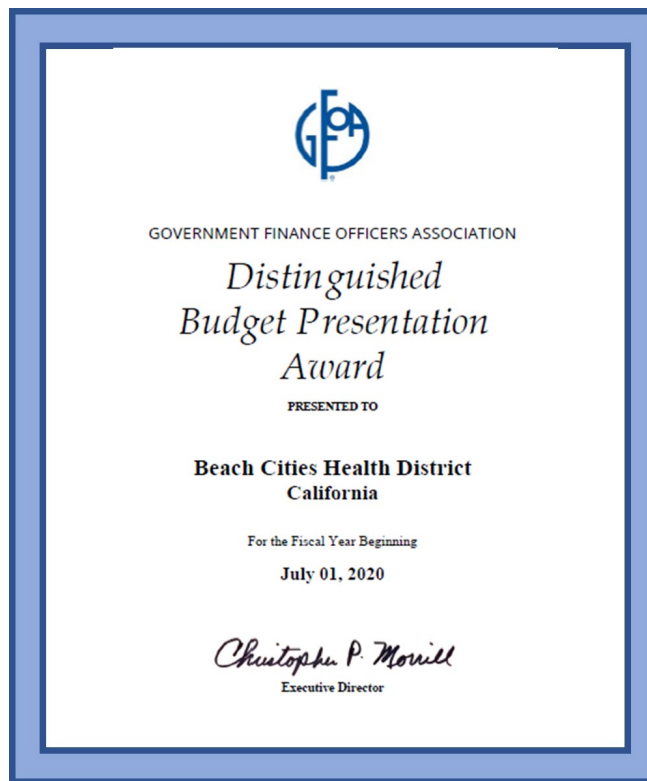 GFOA
GOVERNMENT FINANCE OFFICERS ASSOCIATION
Distinguished
Budget Presentation
Award
PRESENTED TO
Beach Cities Health District
California
For the Fiscal Year Beginning
July 01, 2020
Christopher P. Morrill
Executive Director